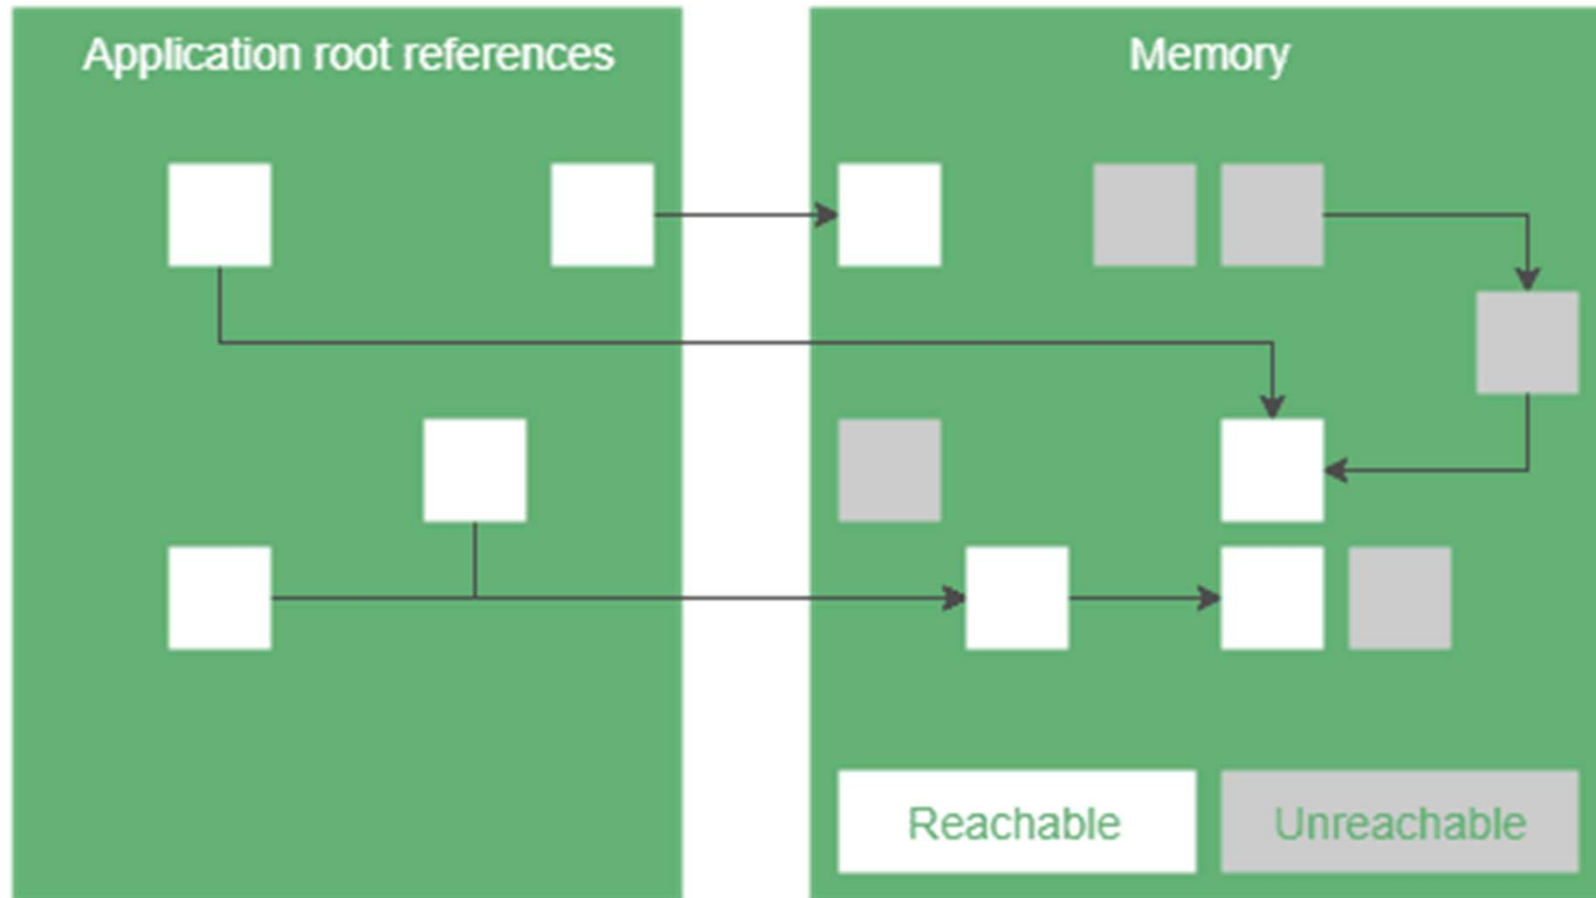 Application root references
Memory
Reachable
Unreachable